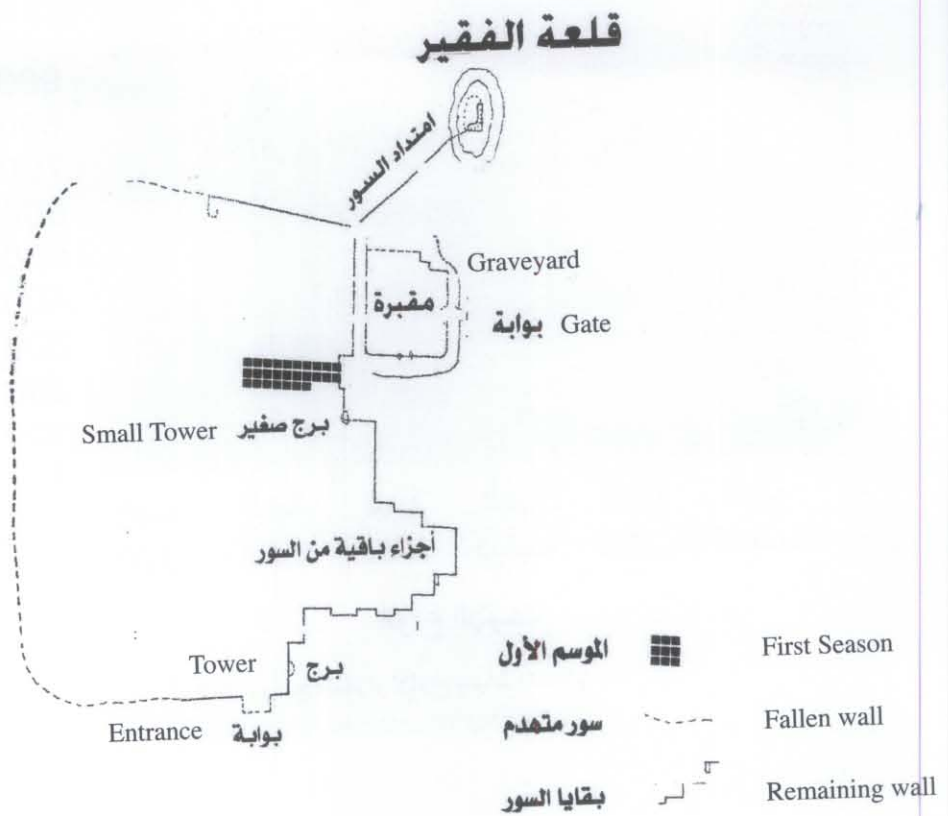 قلعة الفقير
امتداد السور
Graveyard
مقبرة
بوابة Gate
Small Tower برج صغير
أجزاء باقية من السور
Tower برج
Entrance بوابة
الموسم الأول First Season
سور متهدم Fallen wall
بقايا السور Remaining wall